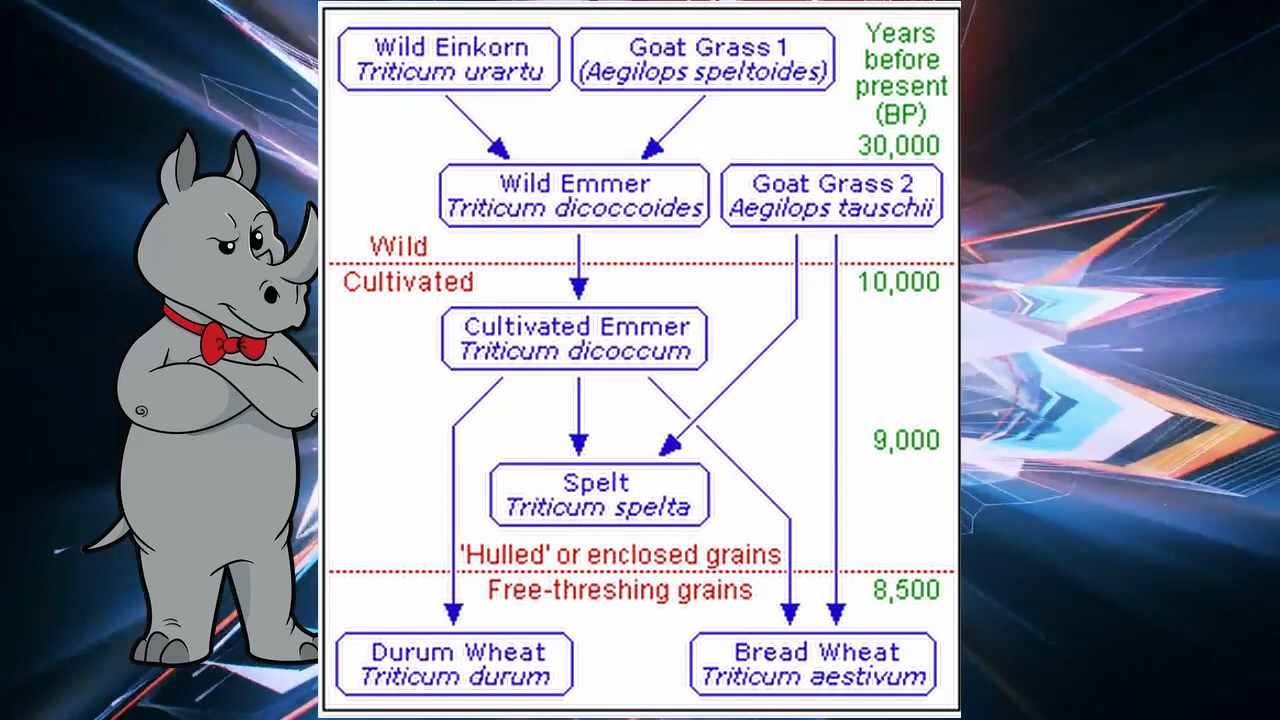 Wild Einkorn
Triticum urartu
Goat Grass 1
(Aegilops speltoides)
Years
before
present
(BP)
30,000
Wild Emmer
Triticum dicoccoides
Goat Grass 2
Aegilops tauschii
Wild
Cultivated
10,000
Cultivated Emmer
Triticum dicoccum
9,000
Spelt
Triticum spelta
'Hulled' or enclosed grains
Free-threshing grains
8,500
Durum Wheat
Triticum durum
Bread Wheat
Triticum aestivum